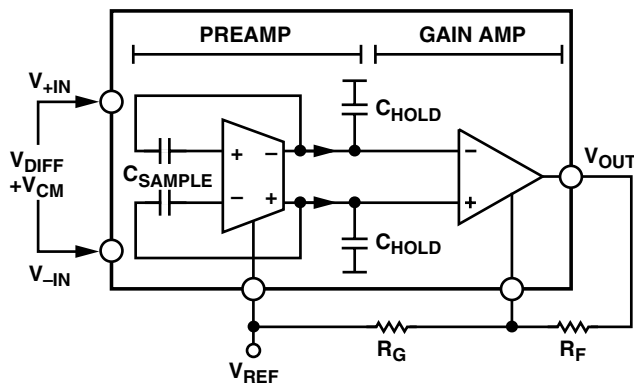 PREAMP
GAIN AMP
V+IN
CHOLD
VOUT
VDIFF
+VCM
CSAMPLE
+
−
−
+
−
+
V–IN
CHOLD
VREF
RG
RF